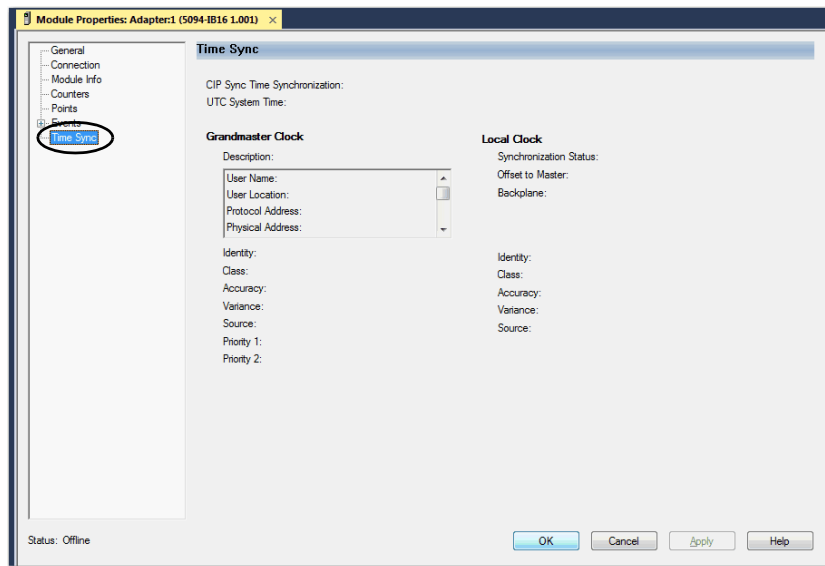 Module Properties: Adapter:1 (5094-IB16 1.001) ×
General
Connection
Module Info
Counters
Points
Events
Time Sync
Time Sync
CIP Sync Time Synchronization:
UTC System Time:
Grandmaster Clock
Description:
User Name:
User Location:
Protocol Address:
Physical Address:
Identity:
Class:
Accuracy:
Variance:
Source:
Priority 1:
Priority 2:
Local Clock
Synchronization Status:
Offset to Master:
Backplane:
Identity:
Class:
Accuracy:
Variance:
Source:
Status: Offline
OK
Cancel
Apply
Help